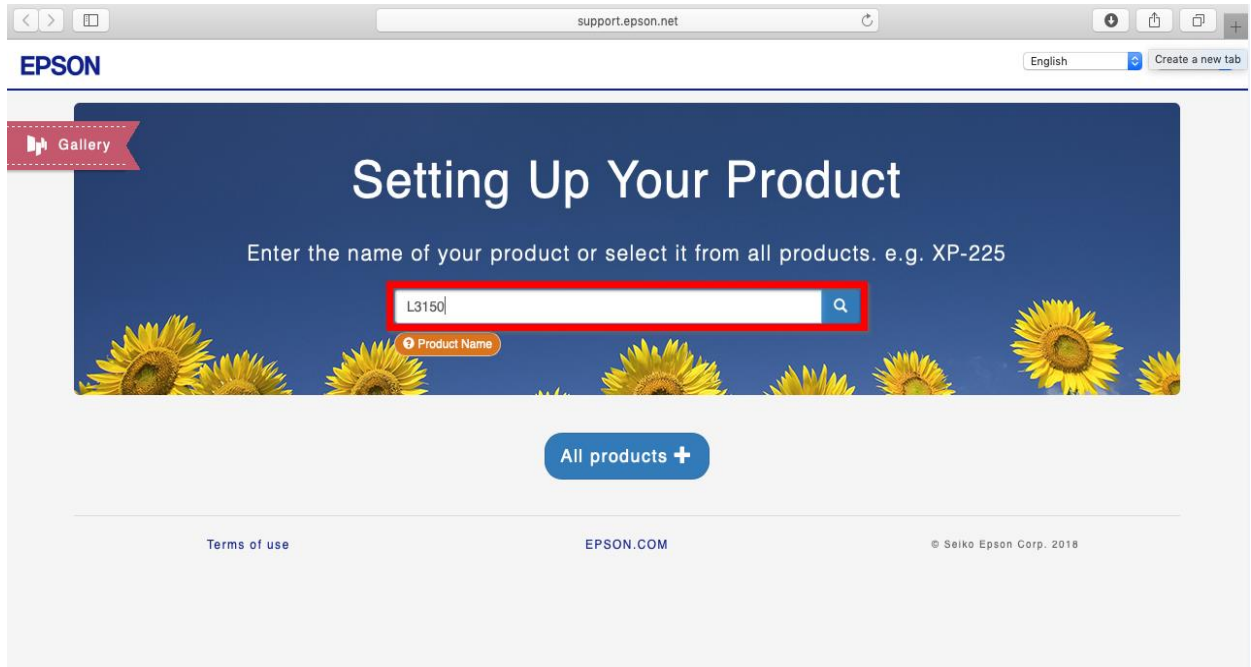 support.epson.net
EPSON
English
Create a new tab
Gallery
Setting Up Your Product
Enter the name of your product or select it from all products. e.g. XP-225
L3150
Product Name
All products
Terms of use
EPSON.COM
© Seiko Epson Corp. 2018